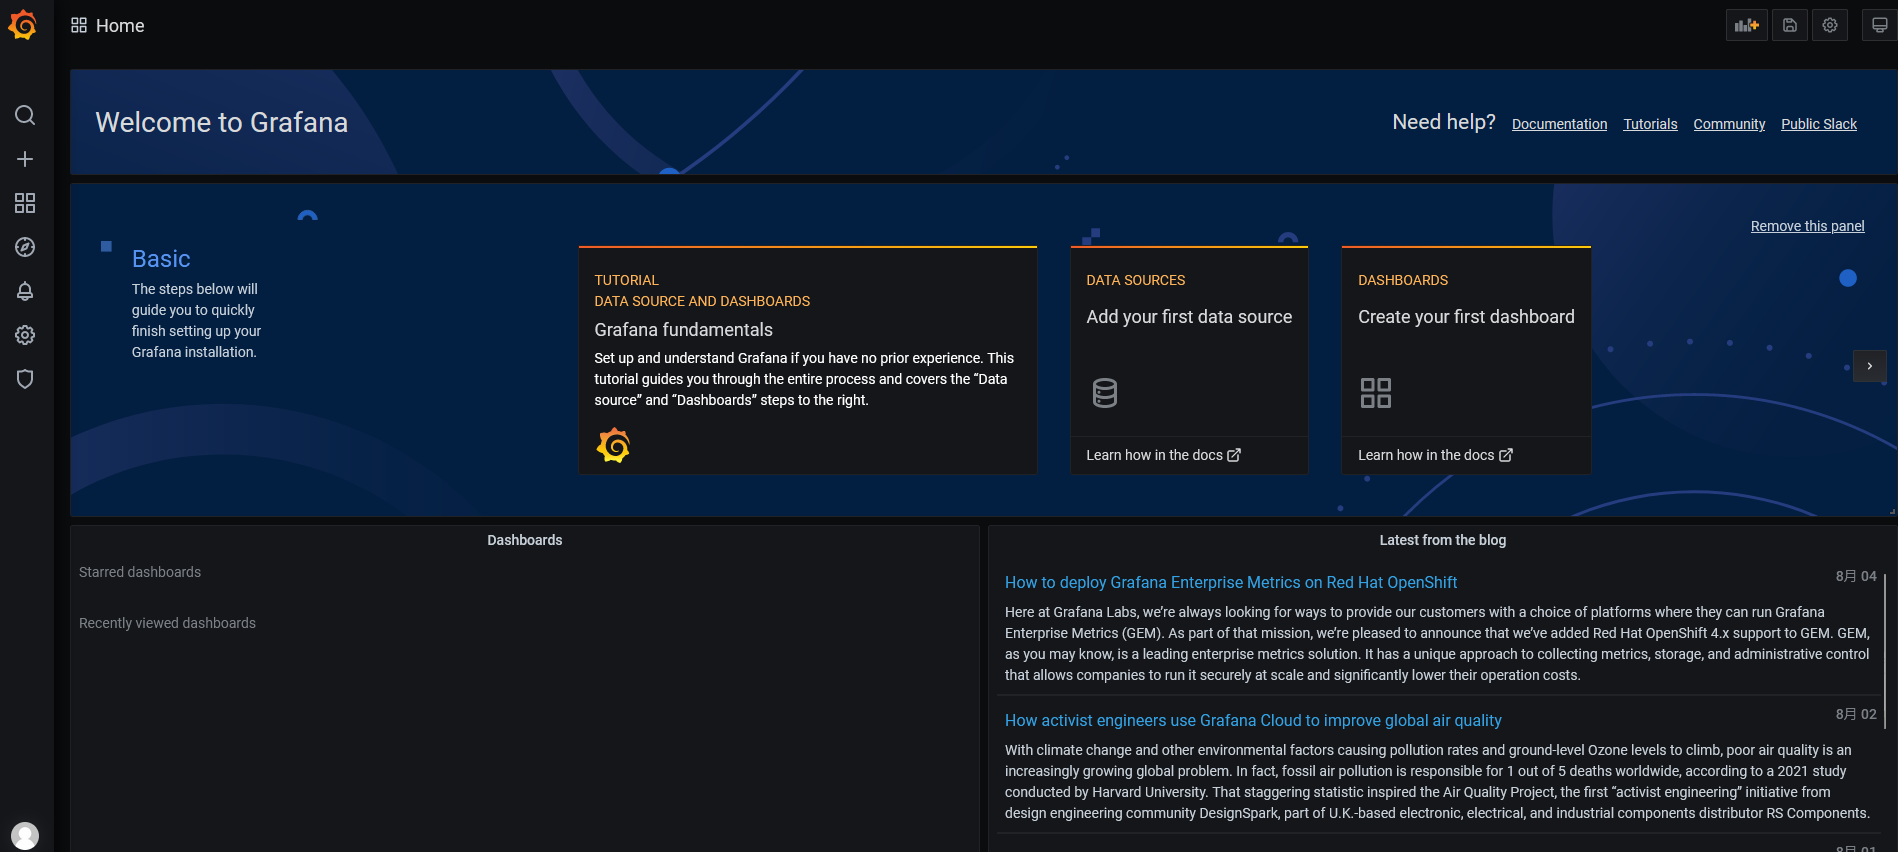 Home
Welcome to Grafana
Need help? Documentation Tutorials Community Public Slack
Remove this panel
Basic
The steps below will
guide you to quickly
finish setting up your
Grafana installation.
TUTORIAL
DATA SOURCE AND DASHBOARDS
Grafana fundamentals
Set up and understand Grafana if you have no prior experience. This
tutorial guides you through the entire process and covers the “Data
source” and “Dashboards” steps to the right.
DATA SOURCES
Add your first data source
Learn how in the docs
DASHBOARDS
Create your first dashboard
Learn how in the docs
Dashboards
Starred dashboards
Recently viewed dashboards
Latest from the blog
How to deploy Grafana Enterprise Metrics on Red Hat OpenShift
8月 04
Here at Grafana Labs, we’re always looking for ways to provide our customers with a choice of platforms where they can run Grafana
Enterprise Metrics (GEM). As part of that mission, we’re pleased to announce that we’ve added Red Hat OpenShift 4.x support to GEM. GEM,
as you may know, is a leading enterprise metrics solution. It has a unique approach to collecting metrics, storage, and administrative control
that allows companies to run it securely at scale and significantly lower their operation costs.
How activist engineers use Grafana Cloud to improve global air quality
8月 02
With climate change and other environmental factors causing pollution rates and ground-level Ozone levels to climb, poor air quality is an
increasingly growing global problem. In fact, fossil air pollution is responsible for 1 out of 5 deaths worldwide, according to a 2021 study
conducted by Harvard University. That staggering statistic inspired the Air Quality Project, the first “activist engineering” initiative from
design engineering community DesignSpark, part of U.K.-based electronic, electrical, and industrial components distributor RS Components.
8月 01